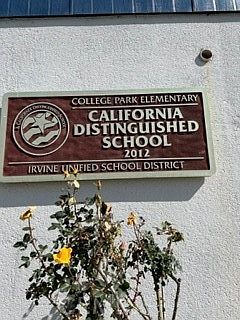 COLLEGE PARK ELEMENTARY
CALIFORNIA
DISTINGUISHED
SCHOOL
2012
IRVINE UNIFIED SCHOOL DISTRICT